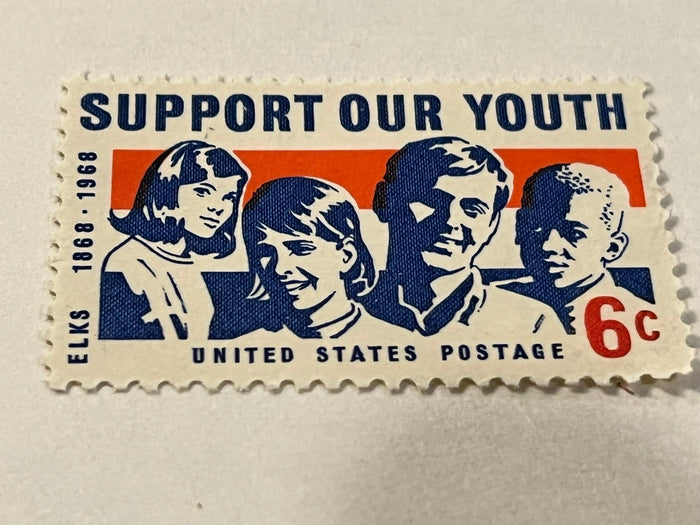 SUPPORT OUR YOUTH
ELKS 1868 · 1968
UNITED STATES POSTAGE
6c